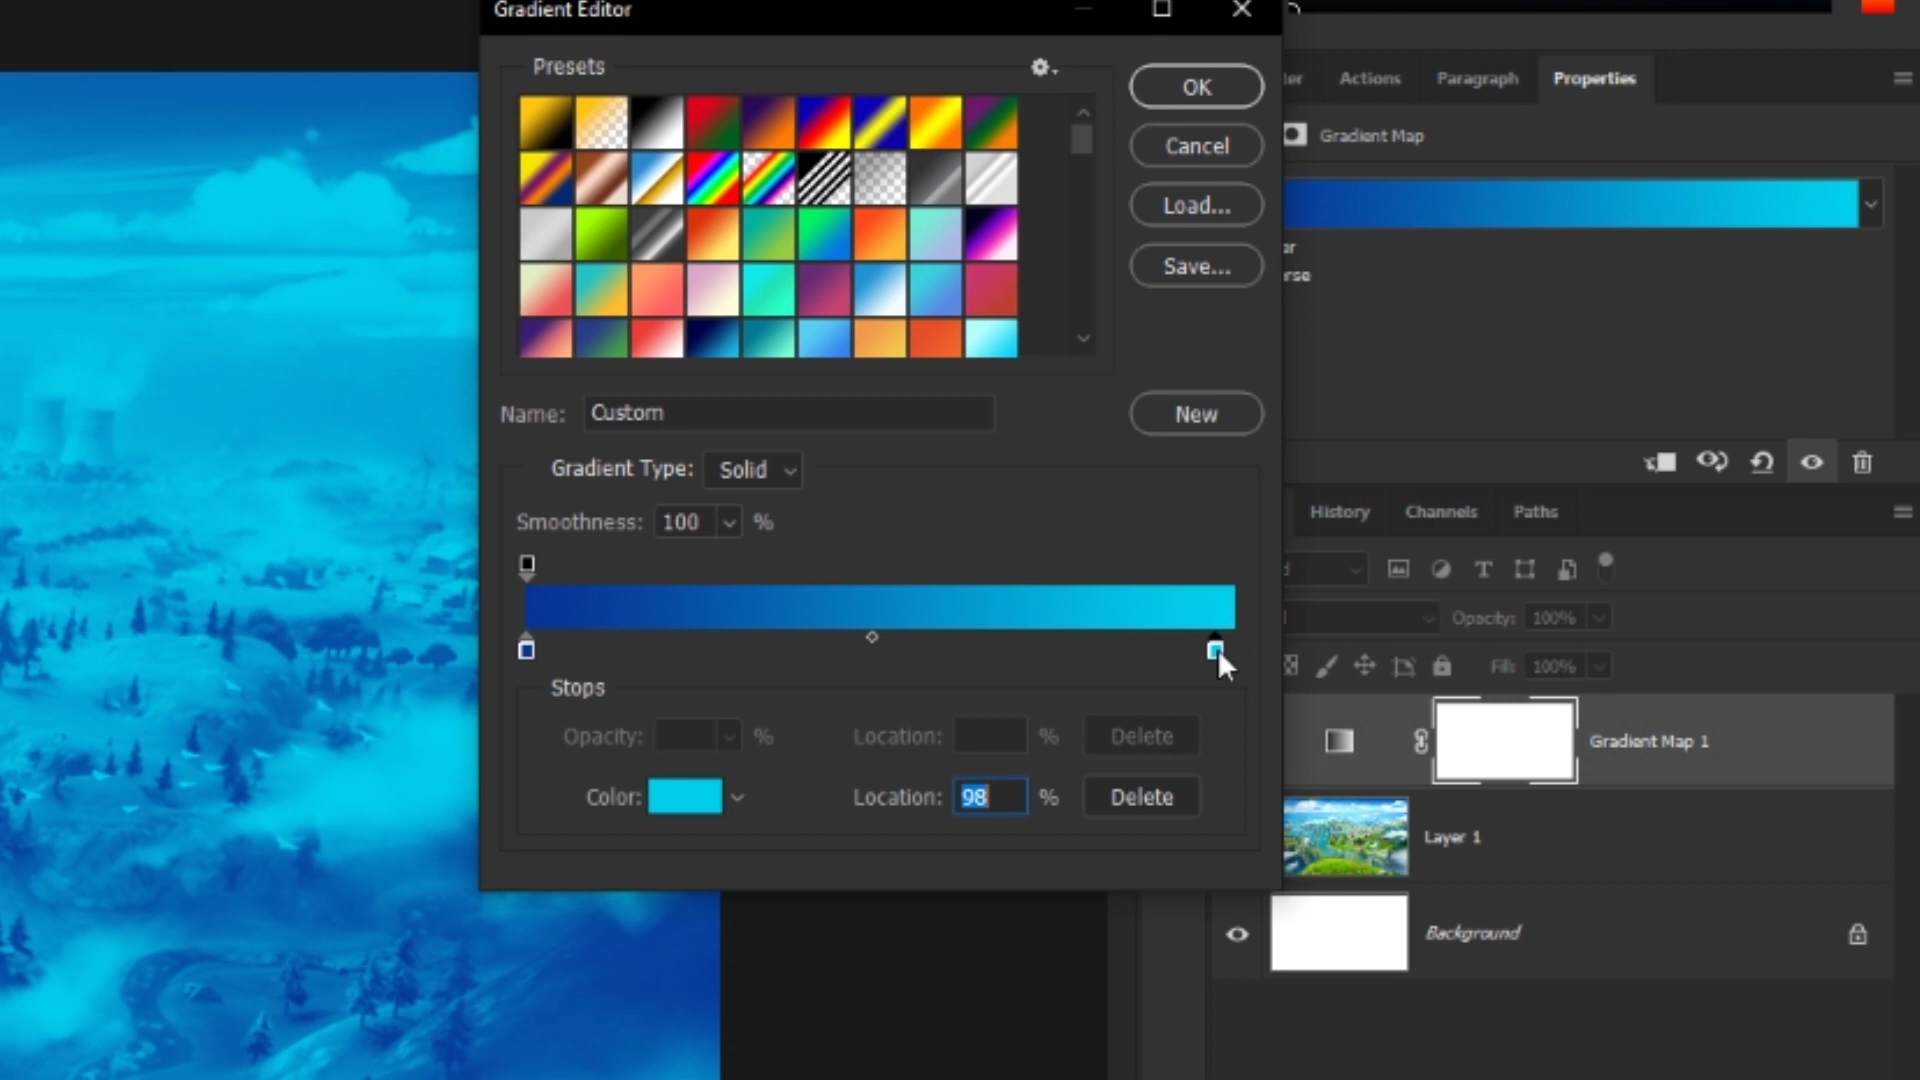 Gradient Editor
Presets
OK
Cancel
Load...
Save...
Name: Custom
New
Gradient Type: Solid
Smoothness: 100 %
Stops
Opacity: % Location: % Delete
Color: Location: 98 % Delete
Actions Paragraph Properties
Gradient Map
History Channels Paths
T
Opacity: 100%
Fill: 100%
Gradient Map 1
Layer 1
Background